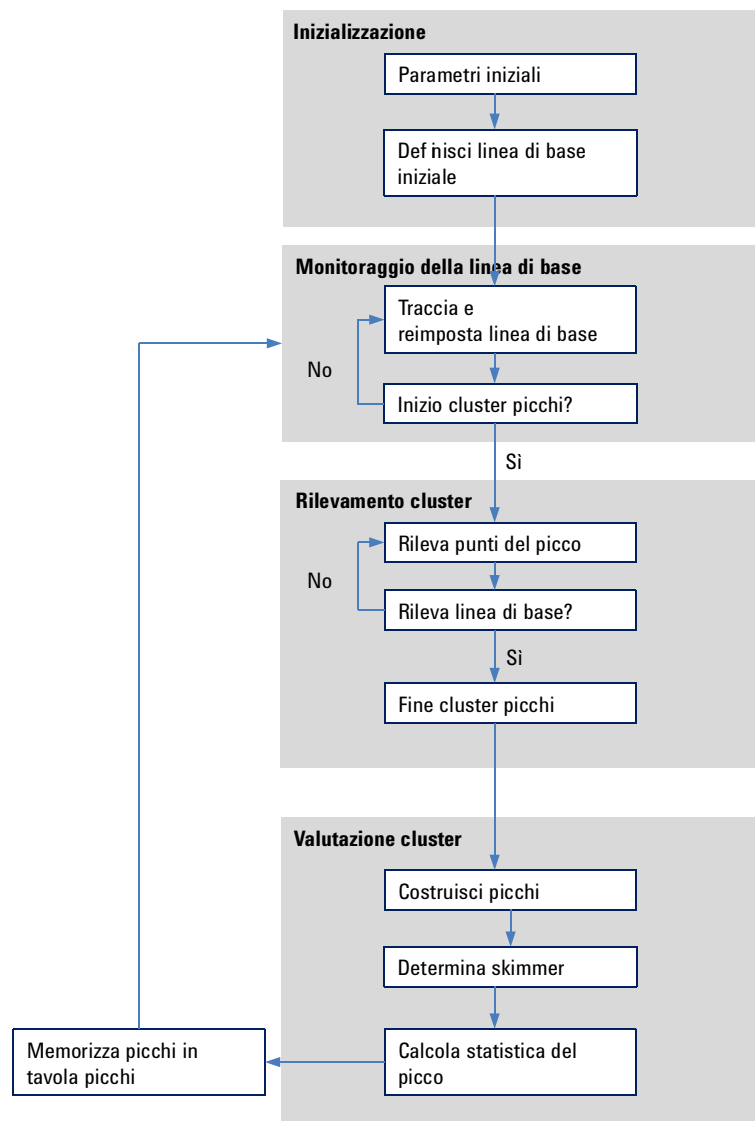 Inizializzazione
Parametri iniziali
Definisci linea di base
iniziale
Monitoraggio della linea di base
Traccia e
reimposta linea di base
No
Inizio cluster picchi?
Sì
Rilevamento cluster
Rileva punti del picco
No
Rileva linea di base?
Sì
Fine cluster picchi
Valutazione cluster
Costruisci picchi
Determina skimmer
Calcola statistica del
picco
Memorizza picchi in
tavola picchi